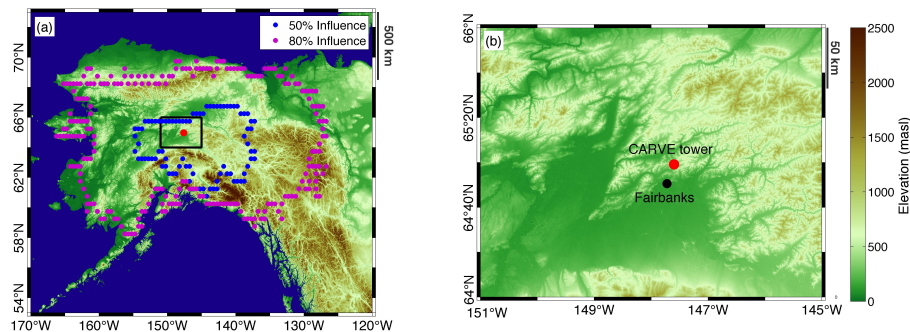 (a)
50% Influence
80% Influence
500 km
70°N
66°N
62°N
58°N
54°N
170°W
160°W
150°W
140°W
130°W
120°W
(b)
50 km
66°N
65°20'N
64°40'N
64°N
151°W
149°W
147°W
145°W
CARVE tower
Fairbanks
2500
2000
1500
1000
500
0
Elevation (masl)